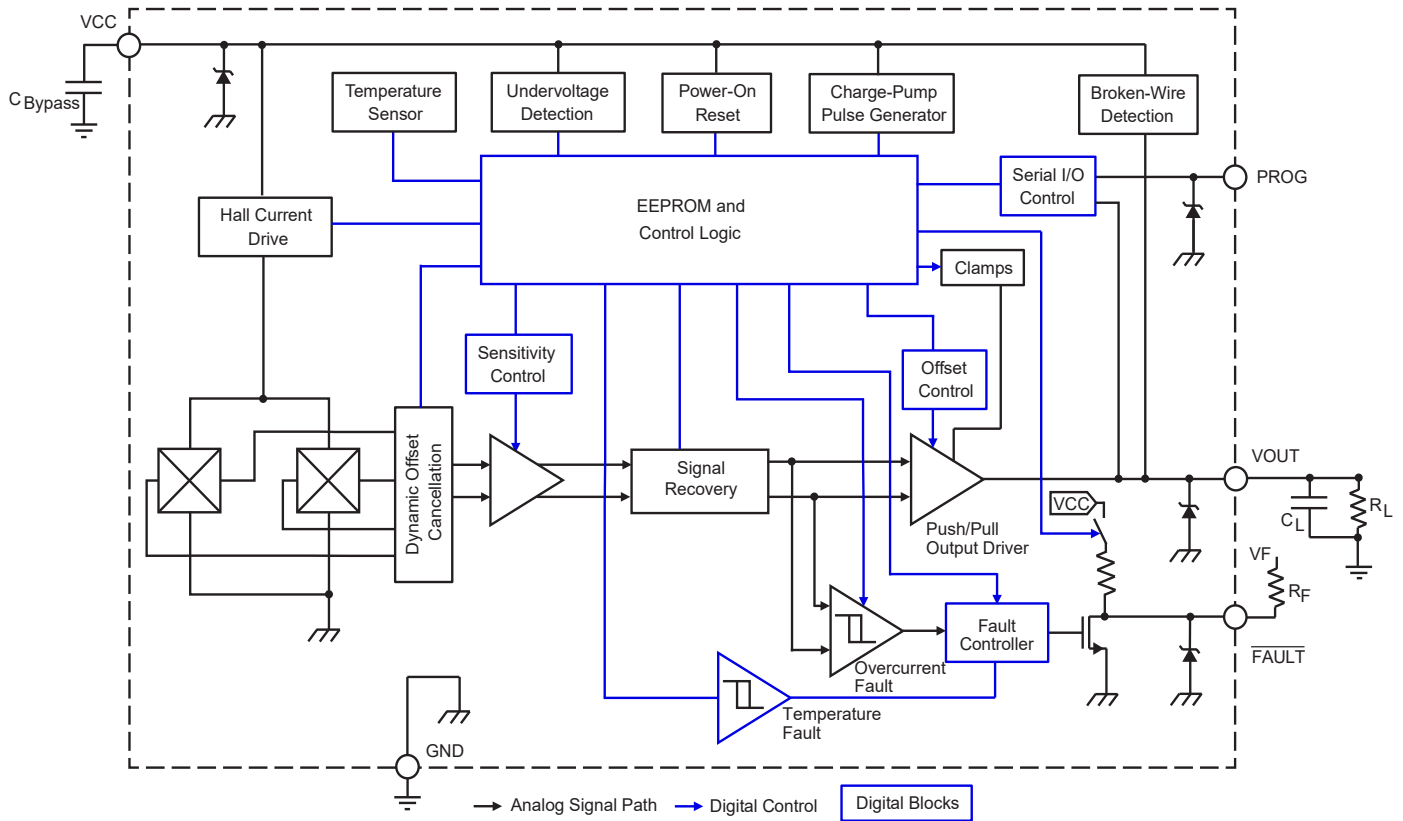 VCC
C Bypass
Temperature
Sensor
Undervoltage
Detection
Power-On
Reset
Charge-Pump
Pulse Generator
Broken-Wire
Detection
Hall Current
Drive
EEPROM and
Control Logic
Serial I/O
Control
PROG
Clamps
Sensitivity
Control
Offset
Control
Dynamic Offset
Cancellation
Signal
Recovery
Push/Pull
Output Driver
VCC
VOUT
CL
RL
VF
RF
FAULT
Fault
Controller
Overcurrent
Fault
Temperature
Fault
GND
Analog Signal Path
Digital Control
Digital Blocks